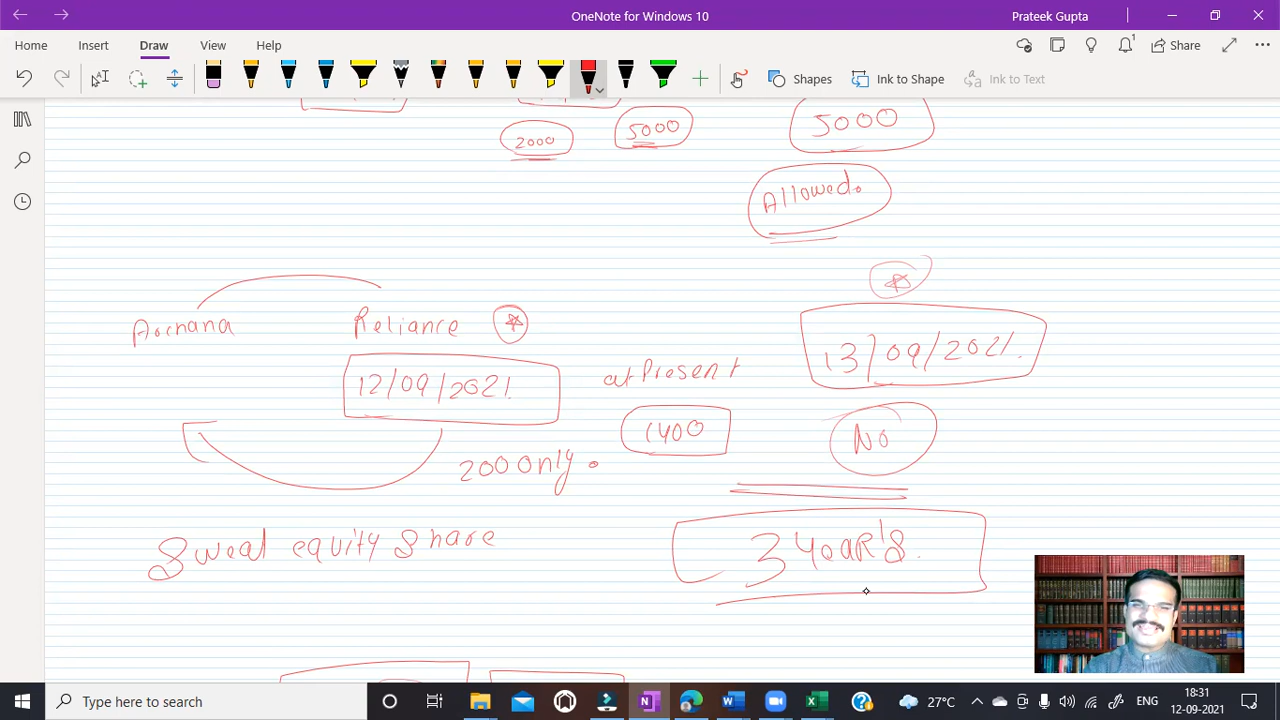 OneNote for Windows 10
Prateek Gupta
Home Insert Draw View Help
Share
Shapes
Ink to Shape
Ink to Text
2000
5000
5000
Allowed.
Archana
Reliance
12/09/2021.
at Present
13/09/2021.
1400
No
200 Only.
Sweat equity Share
3 YeaR's.
Type here to search
27°C
ENG
18:31
12-09-2021